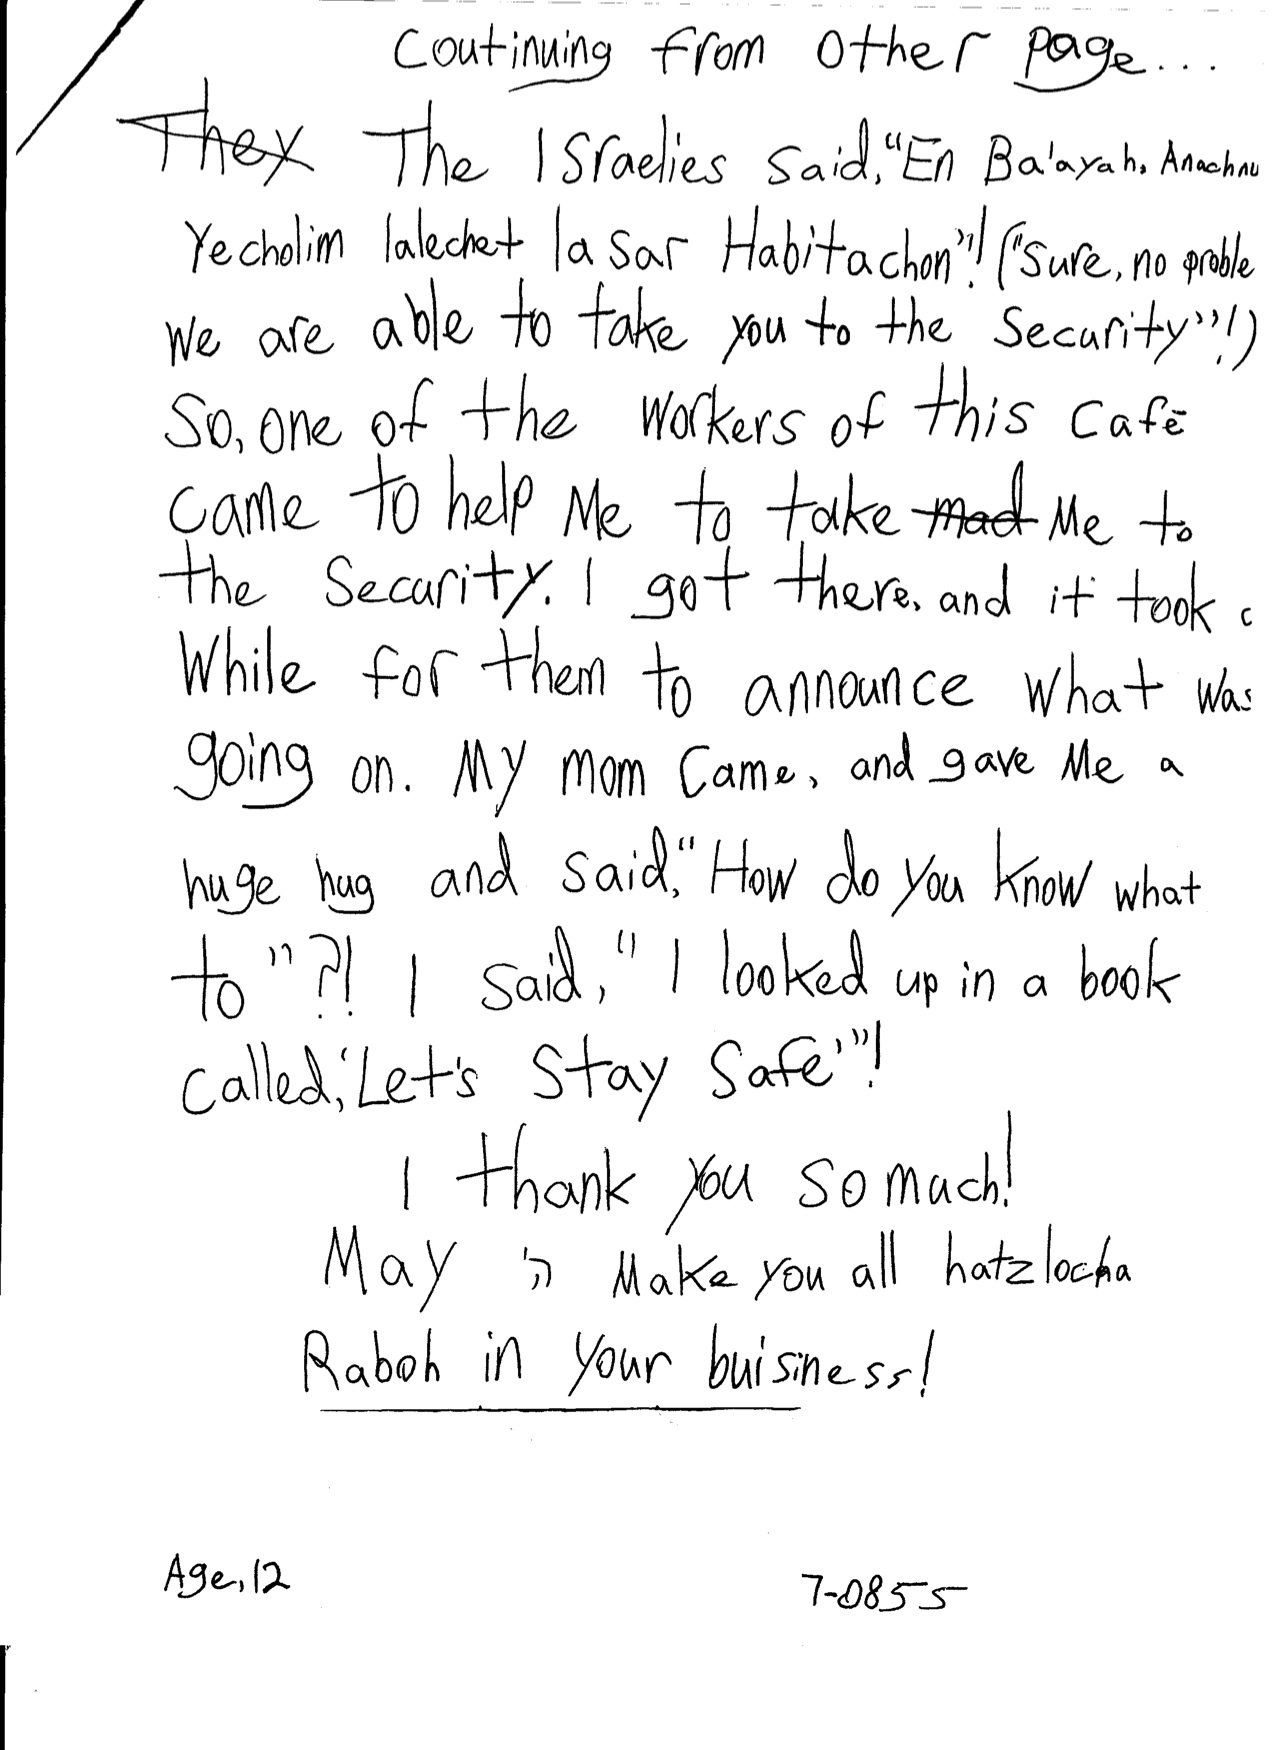 Coutinuing from other page...
They The Israelies said, "En Ba'ayah, Anachnu
Yecholim lalechet la sar Habitachon"! ("Sure, no proble
we are able to take you to the Security"!)
So, one of the workers of this Cafē
came to help Me to take mad Me to
the Security. I got there, and it took
While for them to announce what was
going on. My mom Came, and gave Me a
huge hug and said, "How do you know what
to"?! I said, "I looked up in a book
called, 'Let's Stay Safe'"!
I thank you so mach!
May ה' Make you all hatzlocha
Raboh in your buisiness!
Age, 12
7-0855